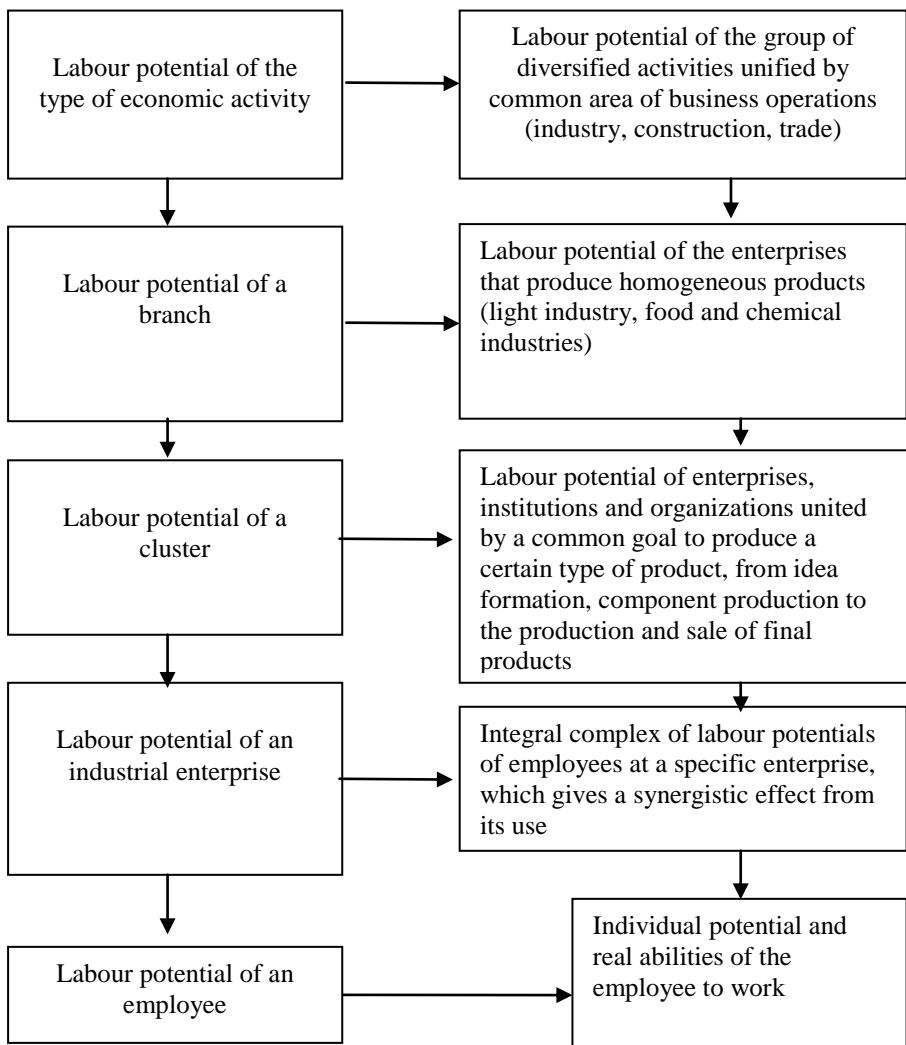 Labour potential of the
type of economic activity
Labour potential of the group of
diversified activities unified by
common area of business operations
(industry, construction, trade)
Labour potential of a
branch
Labour potential of the enterprises
that produce homogeneous products
(light industry, food and chemical
industries)
Labour potential of a
cluster
Labour potential of enterprises,
institutions and organizations united
by a common goal to produce a
certain type of product, from idea
formation, component production to
the production and sale of final
products
Labour potential of an
industrial enterprise
Integral complex of labour potentials
of employees at a specific enterprise,
which gives a synergistic effect from
its use
Labour potential of an
employee
Individual potential and
real abilities of the
employee to work